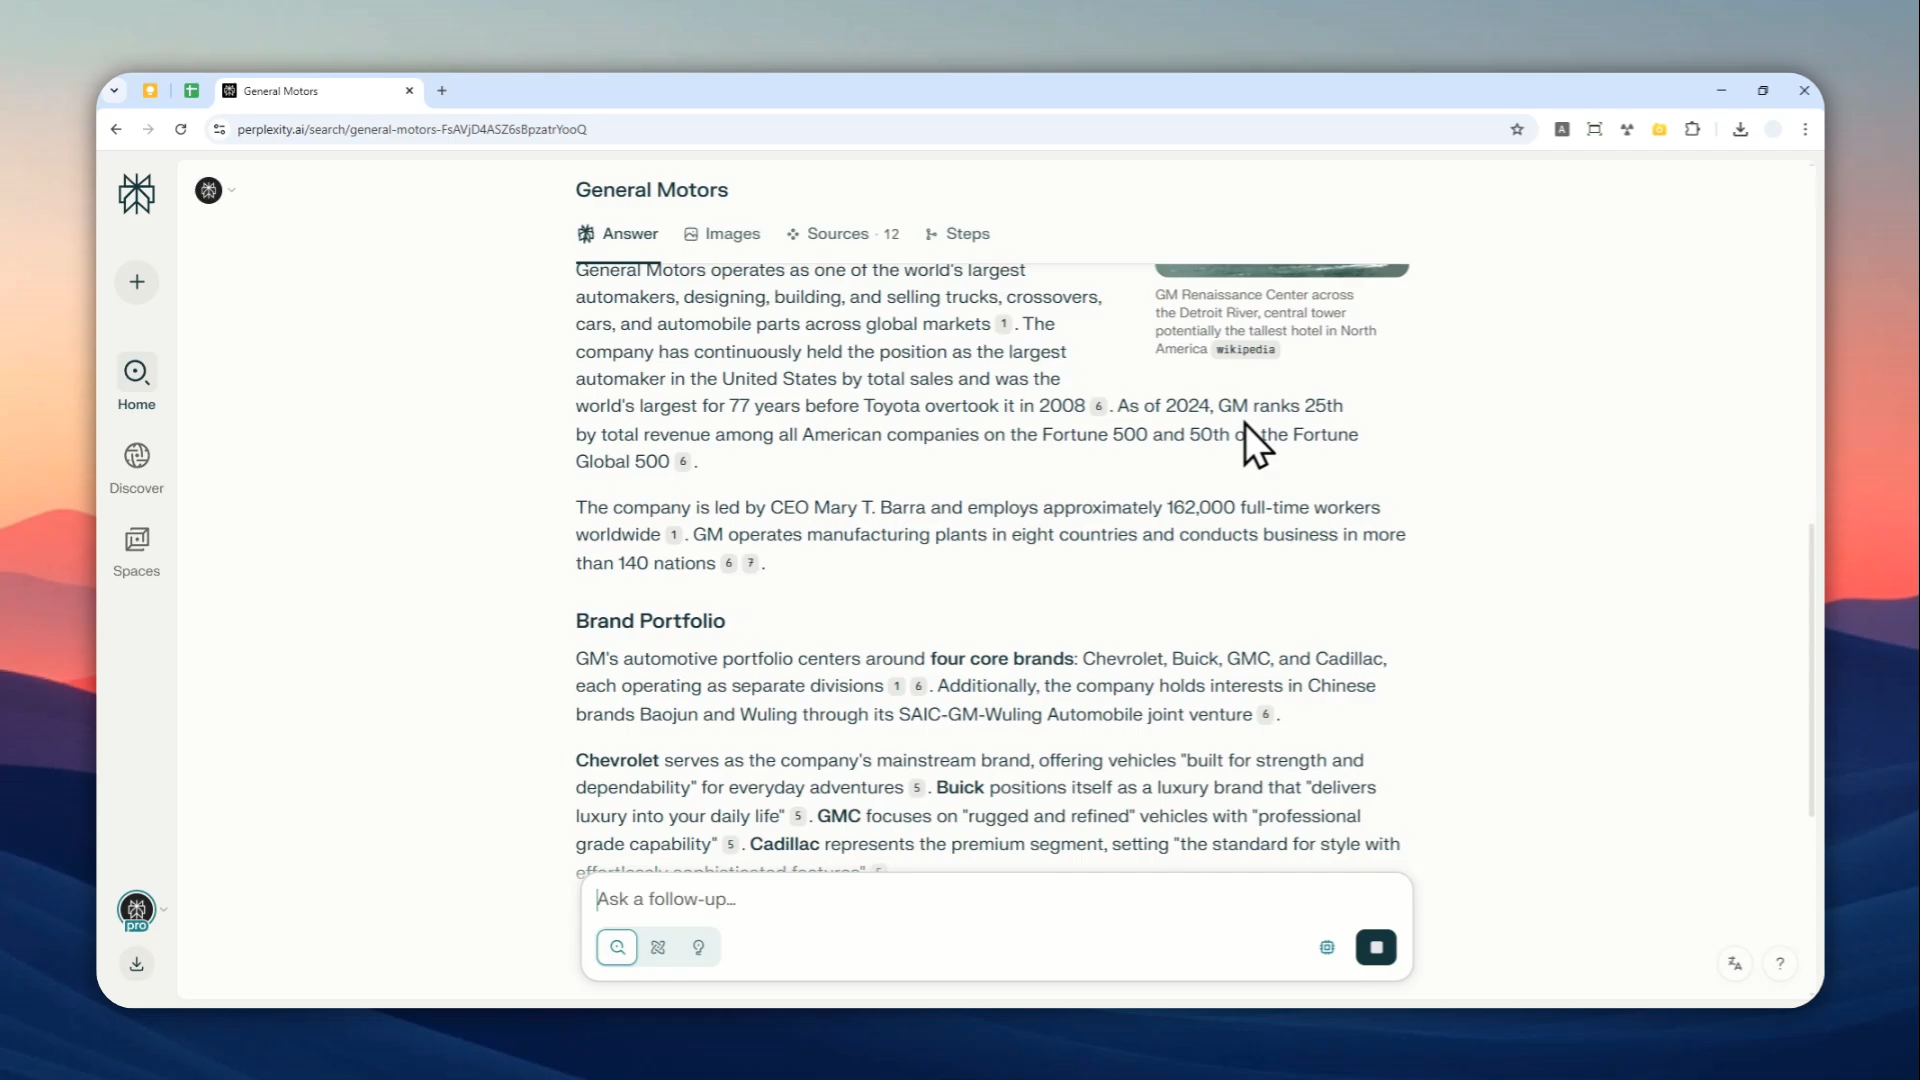 General Motors
perplexity.ai/search/general-motors-FsAVjD4ASZ6sBpzatrYooQ
A
General Motors
Answer Images Sources · 12 Steps
General Motors operates as one of the world's largest
automakers, designing, building, and selling trucks, crossovers,
cars, and automobile parts across global markets 1. The
company has continuously held the position as the largest
automaker in the United States by total sales and was the
world's largest for 77 years before Toyota overtook it in 2008 6. As of 2024, GM ranks 25th
by total revenue among all American companies on the Fortune 500 and 50th on the Fortune
Global 500 6.
GM Renaissance Center across
the Detroit River, central tower
potentially the tallest hotel in North
America wikipedia
The company is led by CEO Mary T. Barra and employs approximately 162,000 full-time workers
worldwide 1. GM operates manufacturing plants in eight countries and conducts business in more
than 140 nations 6 7.
Brand Portfolio
GM's automotive portfolio centers around four core brands: Chevrolet, Buick, GMC, and Cadillac,
each operating as separate divisions 1 6. Additionally, the company holds interests in Chinese
brands Baojun and Wuling through its SAIC-GM-Wuling Automobile joint venture 6.
Chevrolet serves as the company's mainstream brand, offering vehicles "built for strength and
dependability" for everyday adventures 5. Buick positions itself as a luxury brand that "delivers
luxury into your daily life" 5. GMC focuses on "rugged and refined" vehicles with "professional
grade capability" 5. Cadillac represents the premium segment, setting "the standard for style with
effortlessly sophisticated features" 5
Ask a follow-up...
Home
Discover
Spaces
pro
?